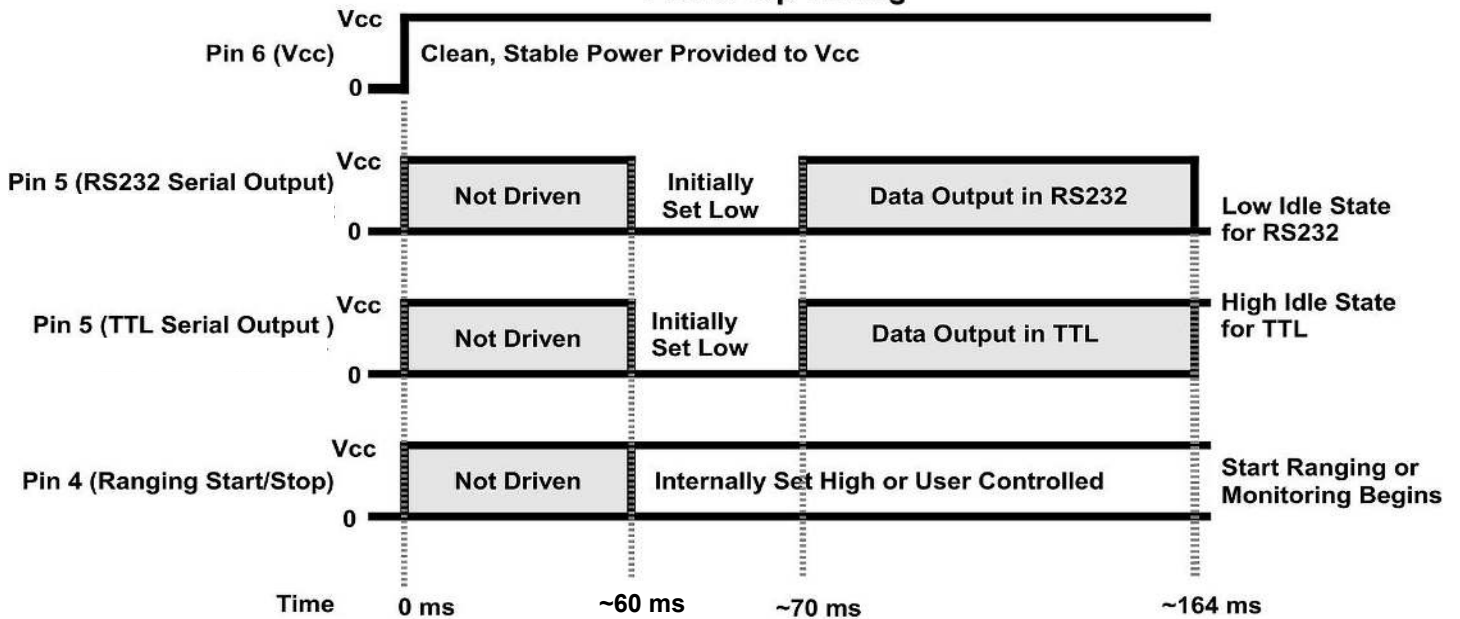 Vcc
Pin 6 (Vcc)
Clean, Stable Power Provided to Vcc
0
Vcc
Pin 5 (RS232 Serial Output)
Not Driven
Initially
Set Low
Data Output in RS232
0
Low Idle State
for RS232
Vcc
Pin 5 (TTL Serial Output )
Not Driven
Initially
Set Low
Data Output in TTL
0
High Idle State
for TTL
Vcc
Pin 4 (Ranging Start/Stop)
Not Driven
Internally Set High or User Controlled
0
Start Ranging or
Monitoring Begins
Time
0 ms
~60 ms
~70 ms
~164 ms